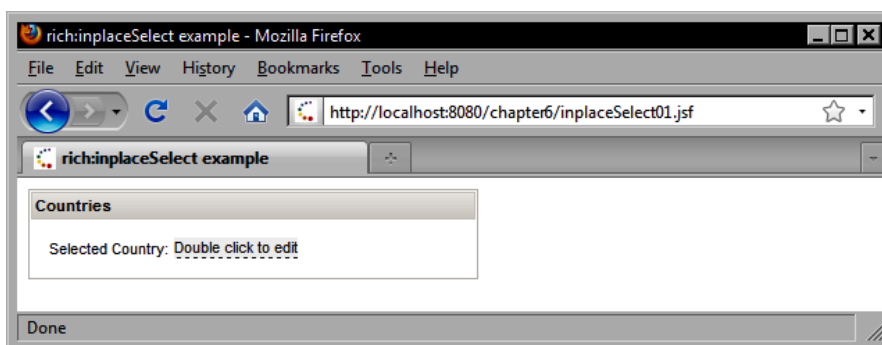 rich:inplaceSelect example - Mozilla Firefox
File Edit View History Bookmarks Tools Help
http://localhost:8080/chapter6/inplaceSelect01.jsf
rich:inplaceSelect example
Countries
Selected Country: Double click to edit
Done